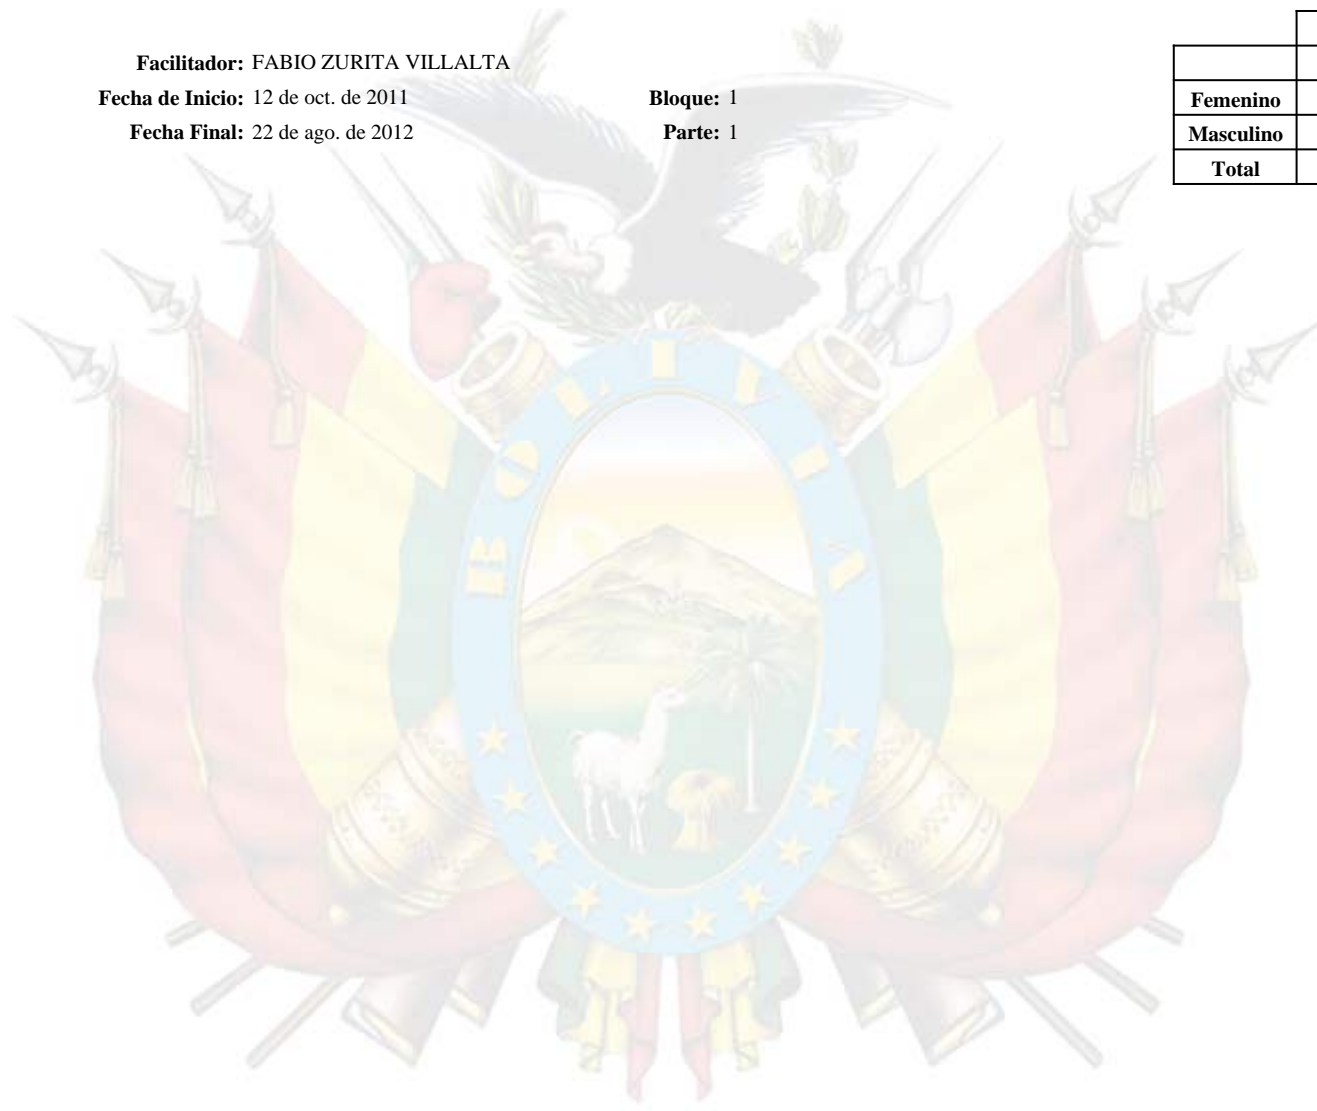 Facilitador: FABIO ZURITA VILLALTA
Fecha de Inicio: 12 de oct. de 2011 Bloque: 1
Fecha Final: 22 de ago. de 2012 Parte: 1
Femenino
Masculino
Total
BOLIVIA